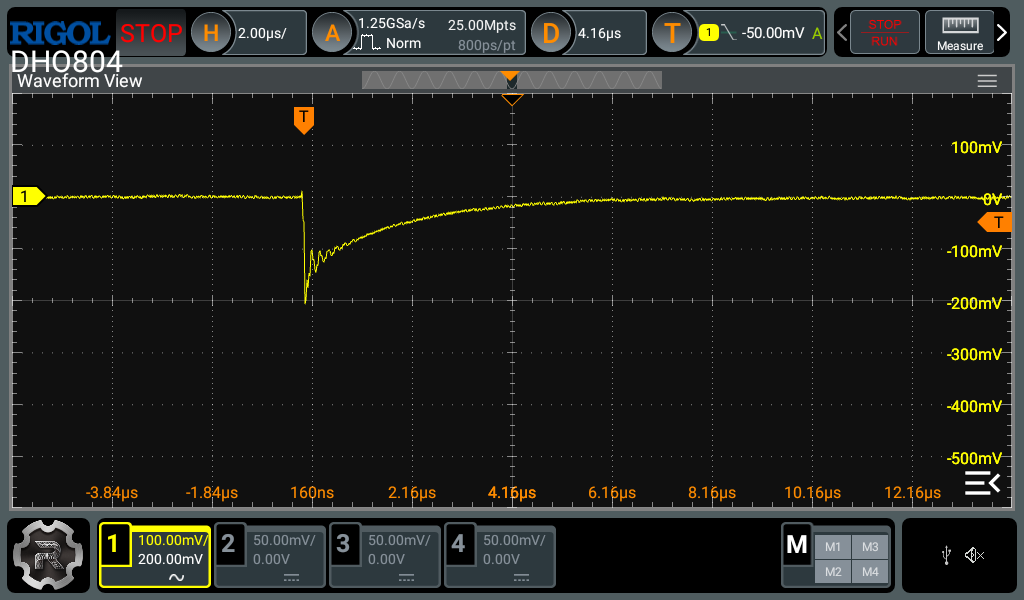 RIGOL STOP H 2.00μs/ A 1.25GSa/s 25.00Mpts D 4.16μs T 1 -50.00mV A STOP
Norm 800ps/pt RUN Measure
DHO804
Waveform View
T
100mV
1 0V
T
-100mV
-200mV
-300mV
-400mV
-500mV
-3.84μs -1.84μs 160ns 2.16μs 4.16μs 6.16μs 8.16μs 10.16μs 12.16μs
1 100.00mV/ 2 50.00mV/ 3 50.00mV/ 4 50.00mV/ M M1 M3
200.00mV 0.00V 0.00V 0.00V M2 M4
R